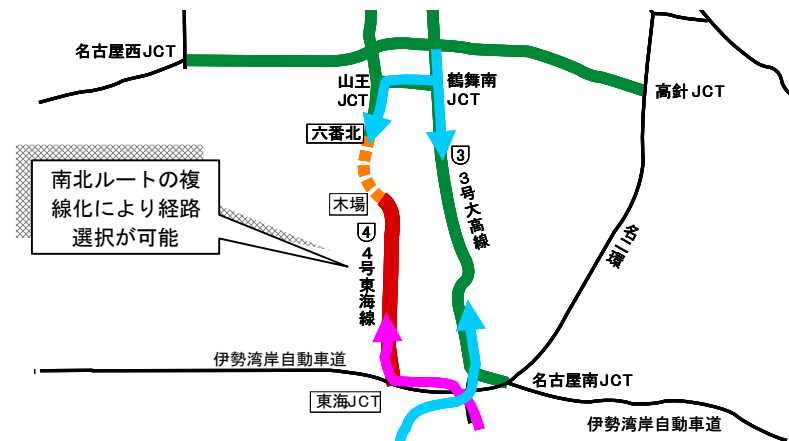 名古屋西JCT
山王
JCT
鶴舞南
JCT
高針JCT
六番北
3
3号大高線
南北ルートの複
線化により経路
選択が可能
木場
4
4号東海線
名二環
伊勢湾岸自動車道
東海JCT
名古屋南JCT
伊勢湾岸自動車道